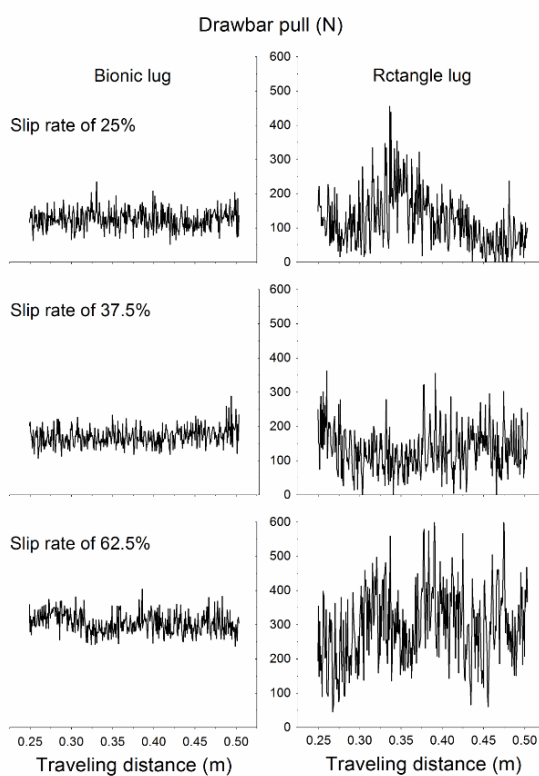 Drawbar pull (N)
Bionic lug
Rctangle lug
Slip rate of 25%
600
500
400
300
200
100
0
Slip rate of 37.5%
600
500
400
300
200
100
0
Slip rate of 62.5%
600
500
400
300
200
100
0
0.25 0.30 0.35 0.40 0.45 0.50
0.25 0.30 0.35 0.40 0.45 0.50
Traveling distance (m)
Traveling distance (m)